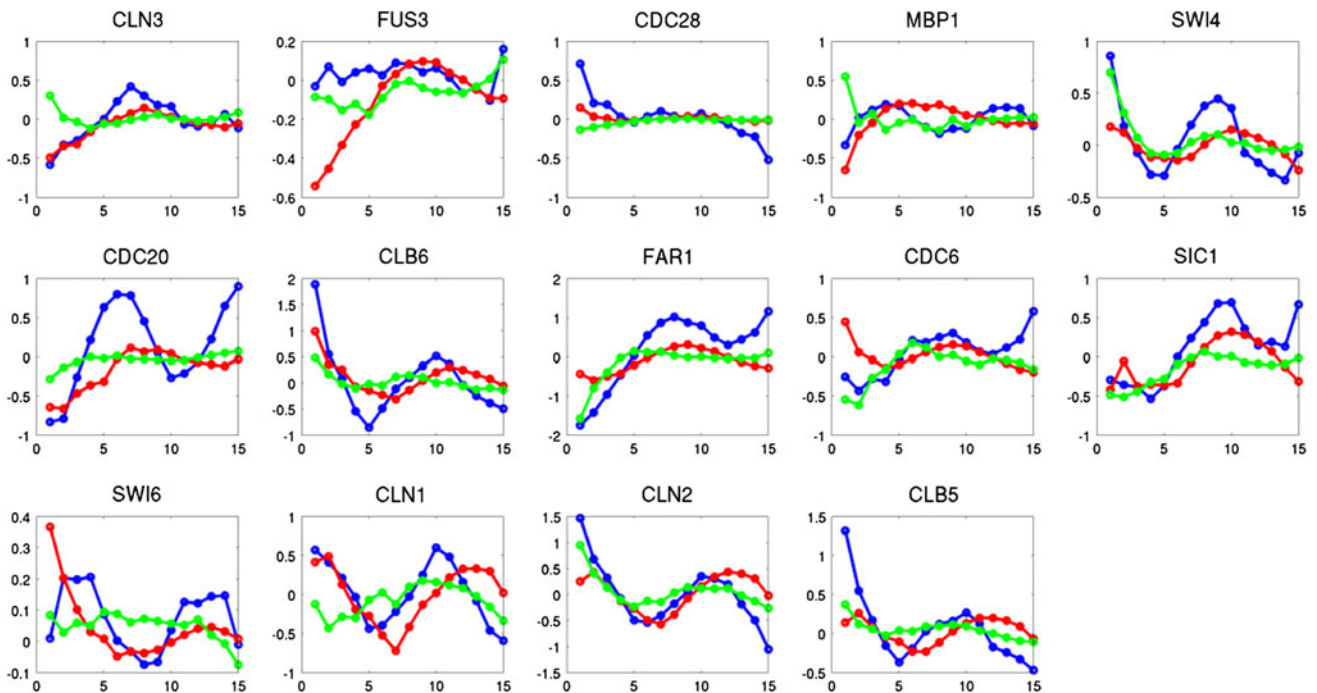 CLN3 FUS3 CDC28 MBP1 SWI4
1 0.2 1 1 1
0.5 0 0.5 0.5 0.5
0 -0.2 0 0 0
-0.5 -0.4 -0.5 -0.5
-1 -0.6 -1 -1 -0.5
0 5 10 15 0 5 10 15 0 5 10 15 0 5 10 15 0 5 10 15
CDC20 CLB6 FAR1 CDC6 SIC1
1 2 2 1 1
1.5
0.5 1 1 0.5 0.5
0 0.5 0 0 0
0
-0.5 -0.5 -1 -0.5 -0.5
-1 -1 -2 -1 -1
0 5 10 15 0 5 10 15 0 5 10 15 0 5 10 15 0 5 10 15
SWI6 CLN1 CLN2 CLB5
0.4 1 1.5 1.5
0.3 0.5 1 1
0.2 0.5
0 0 0.5
0.1 -0.5
0 -0.5 -1 0
-0.1 -1 -1.5 -0.5
0 5 10 15 0 5 10 15 0 5 10 15 0 5 10 15